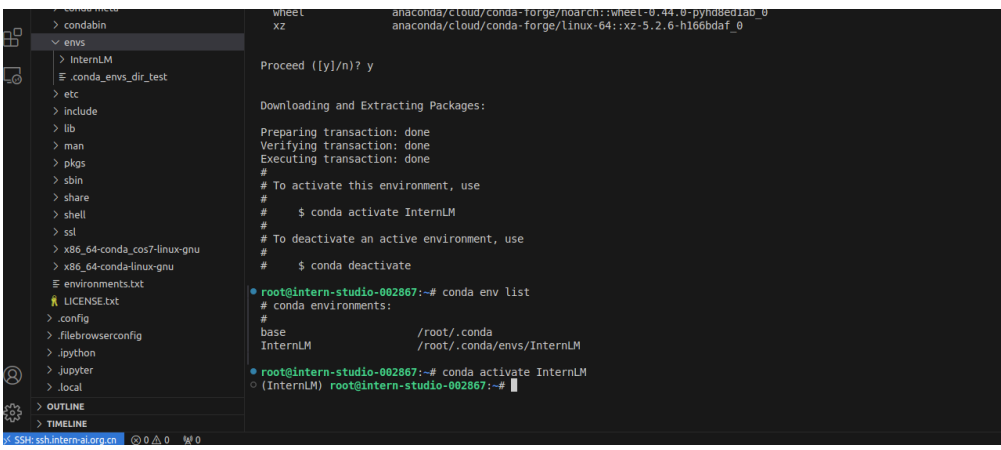 conda-meta
condabin
envs
InternLM
.conda_envs_dir_test
etc
include
lib
man
pkgs
sbin
share
shell
ssl
x86_64-conda_cos7-linux-gnu
x86_64-conda-linux-gnu
environments.txt
LICENSE.txt
.config
.filebrowserconfig
.ipython
.jupyter
.local
OUTLINE
TIMELINE
wheel anaconda/cloud/conda-forge/noarch::wheel-0.44.0-pyhd8ed1ab_0
xz anaconda/cloud/conda-forge/linux-64::xz-5.2.6-h166bdaf_0
Proceed ([y]/n)? y
Downloading and Extracting Packages:
Preparing transaction: done
Verifying transaction: done
Executing transaction: done
#
# To activate this environment, use
#
# $ conda activate InternLM
#
# To deactivate an active environment, use
#
# $ conda deactivate
root@intern-studio-002867:~# conda env list
# conda environments:
#
base /root/.conda
InternLM /root/.conda/envs/InternLM
root@intern-studio-002867:~# conda activate InternLM
(InternLM) root@intern-studio-002867:~#
SSH: ssh.intern-ai.org.cn 0 0 0